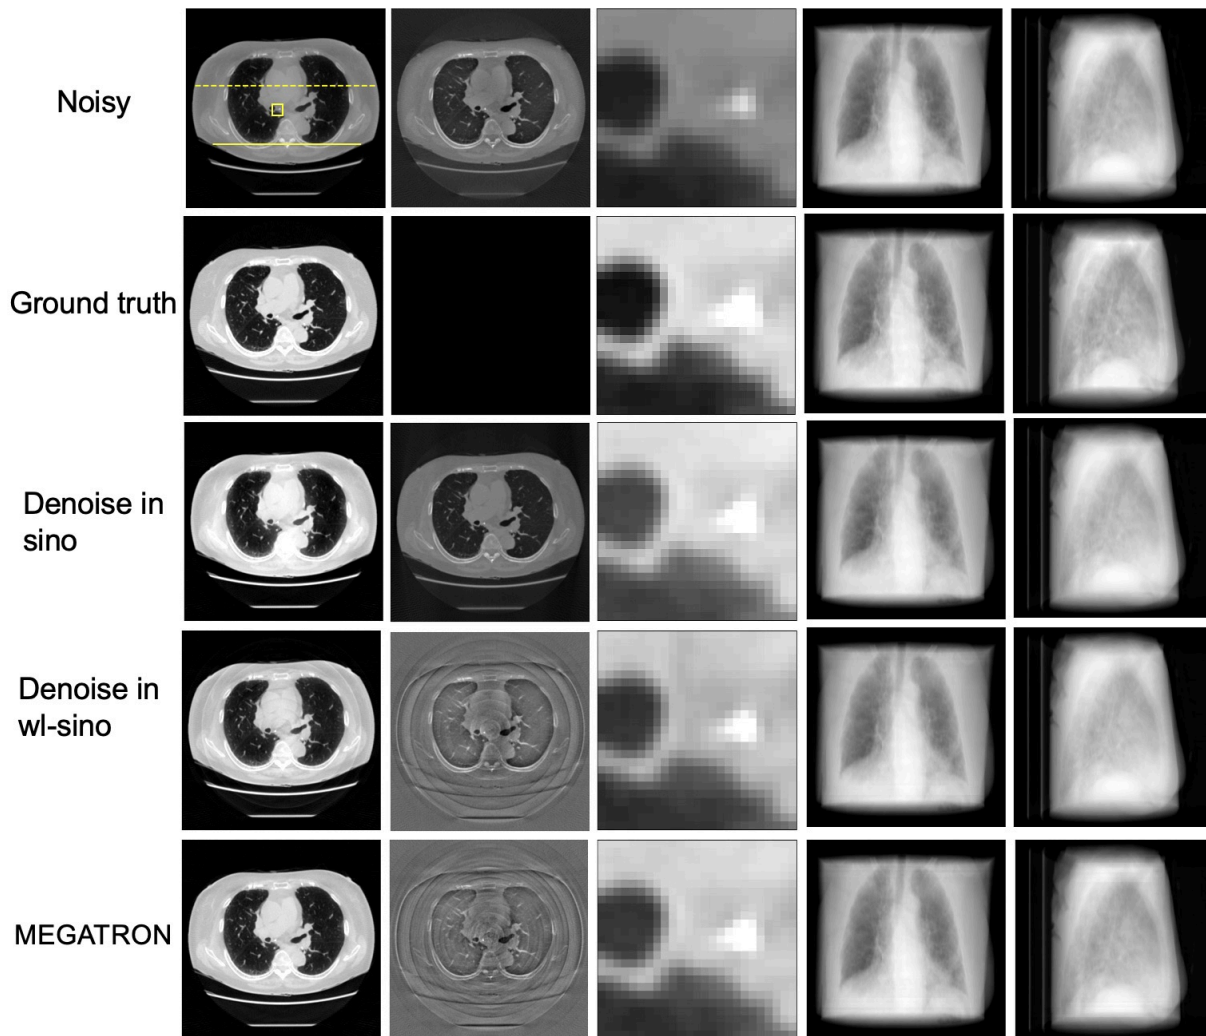 Noisy
Ground truth
Denoise in
sino
Denoise in
wl-sino
MEGATRON